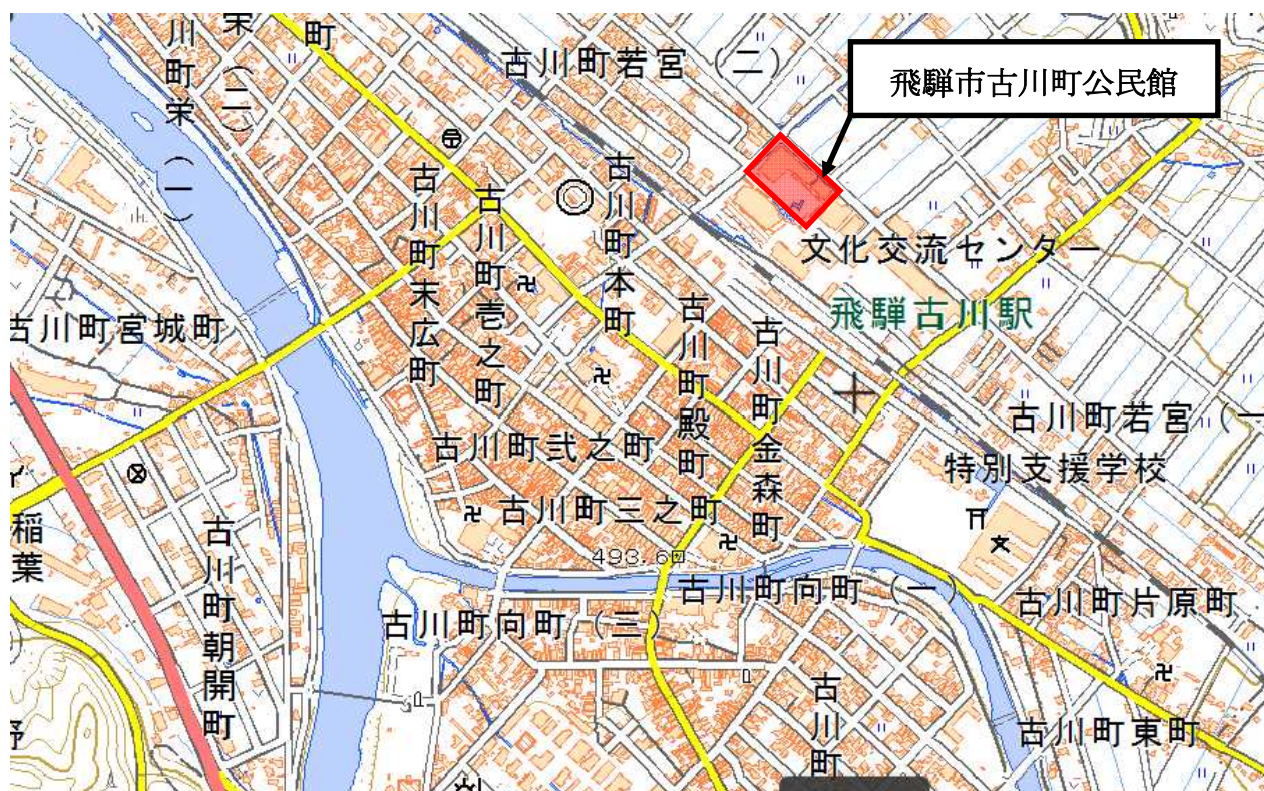 川町栄(一)
栄(二)
町
古川町若宮(二)
飛騨市古川町公民館
古川町末広町
古川町壱之町
古川町本町
文化交流センター
飛騨古川駅
古川町宮城町
古川町殿町
古川町金森町
古川町弐之町
古川町若宮(一
特別支援学校
古川町三之町
稲葉
493.6
古川町朝開町
古川町向町(一)
古川町向町(三
古川町片原町
古川町
古川町東町
野